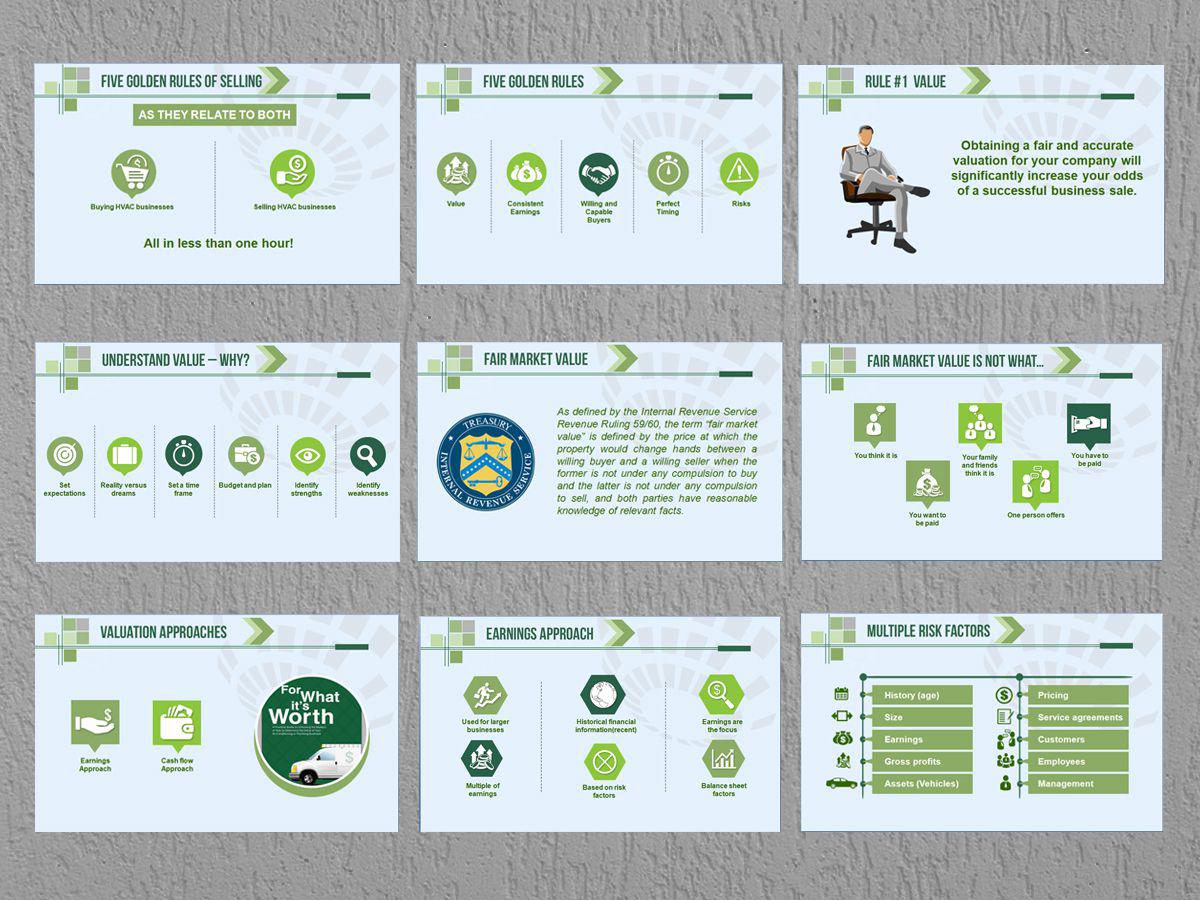 FIVE GOLDEN RULES OF SELLING
AS THEY RELATE TO BOTH
Buying HVAC businesses
Selling HVAC businesses
All in less than one hour!
FIVE GOLDEN RULES
Value
Consistent
Earnings
Willing and
Capable
Buyers
Perfect
Timing
Risks
RULE #1 VALUE
Obtaining a fair and accurate
valuation for your company will
significantly increase your odds
of a successful business sale.
UNDERSTAND VALUE – WHY?
Set
expectations
Reality versus
dreams
Set a time
frame
Budget and plan
Identify
strengths
Identify
weaknesses
FAIR MARKET VALUE
TREASURY
INTERNAL REVENUE SERVICE
As defined by the Internal Revenue Service
Revenue Ruling 59/60, the term "fair market
value" is defined by the price at which the
property would change hands between a
willing buyer and a willing seller when the
former is not under any compulsion to buy
and the latter is not under any compulsion
to sell, and both parties have reasonable
knowledge of relevant facts.
FAIR MARKET VALUE IS NOT WHAT...
You think it is
Your family
and friends
think it is
You have to
be paid
You want to
be paid
One person offers
VALUATION APPROACHES
Earnings
Approach
Cash flow
Approach
For
What
it's
Worth
EARNINGS APPROACH
Used for larger
businesses
Historical financial
information(recent)
Earnings are
the focus
Multiple of
earnings
Based on risk
factors
Balance sheet
factors
MULTIPLE RISK FACTORS
History (age)
Size
Earnings
Gross profits
Assets (Vehicles)
Pricing
Service agreements
Customers
Employees
Management